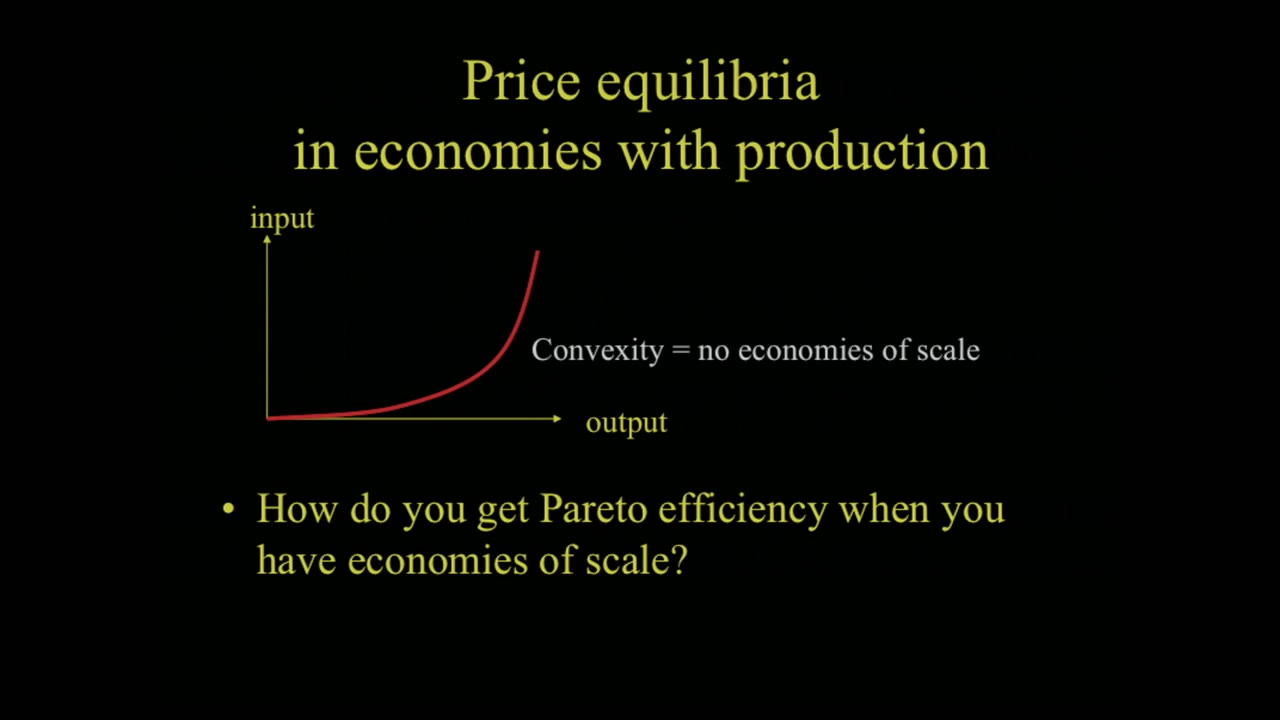 Price equilibria
in economies with production
input
Convexity = no economies of scale
output
• How do you get Pareto efficiency when you
have economies of scale?